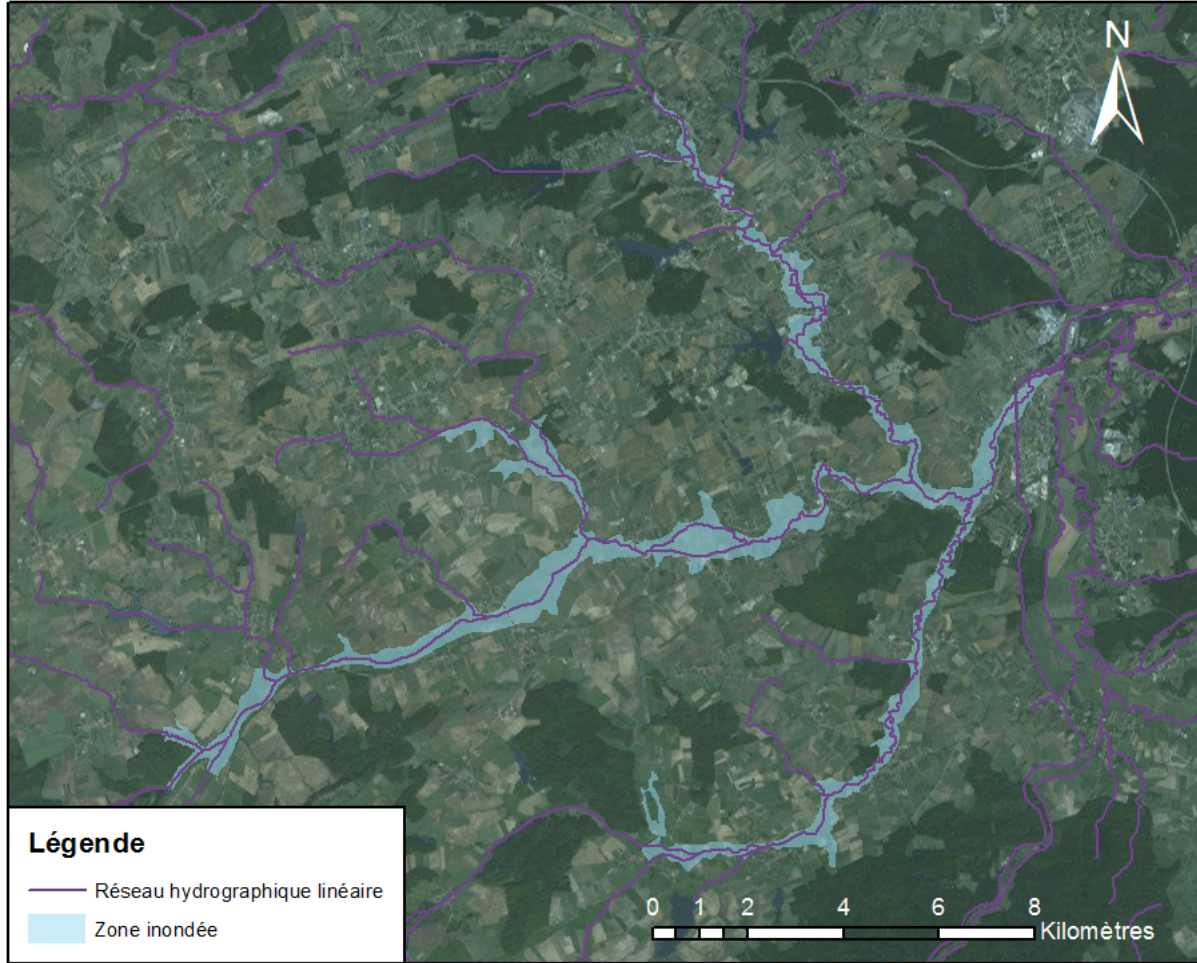 N
Légende
Réseau hydrographique linéaire
Zone inondée
0 1 2 4 6 8
Kilomètres